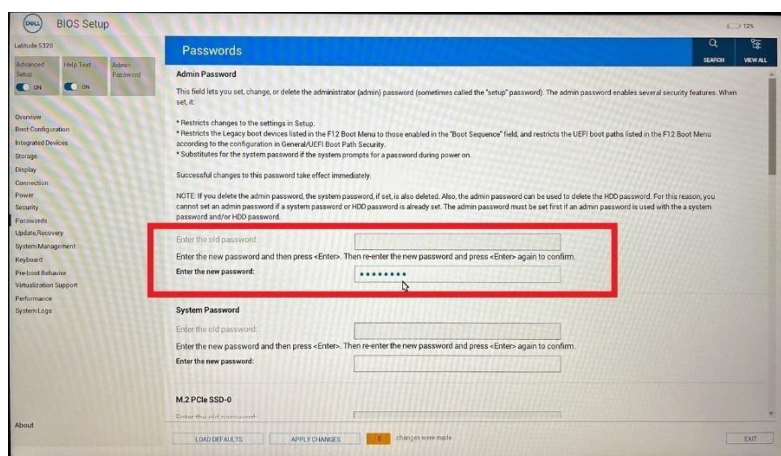 DELL BIOS Setup
12%
Latitude 5320
Advanced Setup
ON
Help Text
ON
Admin Password
Overview
Boot Configuration
Integrated Devices
Storage
Display
Connection
Power
Security
Passwords
Update,Recovery
System Management
Keyboard
Pre-boot Behavior
Virtualization Support
Performance
System Logs
About
Passwords
SEARCH
VIEW ALL
Admin Password
This field lets you set, change, or delete the administrator (admin) password (sometimes called the "setup" password). The admin password enables several security features. When
set, it:
* Restricts changes to the settings in Setup.
* Restricts the Legacy boot devices listed in the F12 Boot Menu to those enabled in the "Boot Sequence" field, and restricts the UEFI boot paths listed in the F12 Boot Menu
according to the configuration in General/UEFI Boot Path Security.
* Substitutes for the system password if the system prompts for a password during power on.
Successful changes to this password take effect immediately.
NOTE: If you delete the admin password, the system password, if set, is also deleted. Also, the admin password can be used to delete the HDD password. For this reason, you
cannot set an admin password if a system password or HDD password is already set. The admin password must be set first if an admin password is used with the a system
password and/or HDD password.
Enter the old password:
Enter the new password and then press <Enter>. Then re-enter the new password and press <Enter> again to confirm.
Enter the new password:
System Password
Enter the old password:
Enter the new password and then press <Enter>. Then re-enter the new password and press <Enter> again to confirm.
Enter the new password:
M.2 PCIe SSD-0
Enter the old password:
LOAD DEFAULTS
APPLY CHANGES
0 changes were made
EXIT